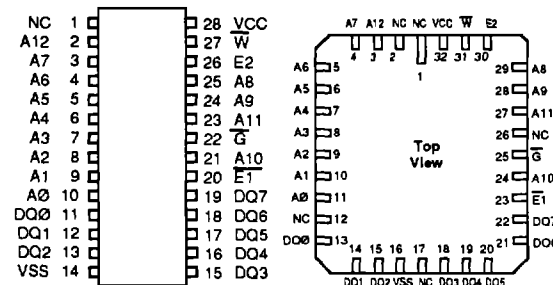 NC 1 28 VCC
A12 2 27 W̅
A7 3 26 E2
A6 4 25 A8
A5 5 24 A9
A4 6 23 A11
A3 7 22 G̅
A2 8 21 A10
A1 9 20 E̅1̅
AØ 10 19 DQ7
DQØ 11 18 DQ6
DQ1 12 17 DQ5
DQ2 13 16 DQ4
VSS 14 15 DQ3
A7 A12 NC NC VCC W̅ E2
4 3 2 1 32 31 30
A6 5 29 A8
A5 6 28 A9
A4 7 27 A11
A3 8 26 NC
A2 9 25 G̅
A1 10 24 A10
AØ 11 23 E̅1
NC 12 22 DQ7
DQØ 13 21 DQ6
Top
View
14 15 16 17 18 19 20
DQ1 DQ2 VSS NC DQ3 DQ4 DQ5